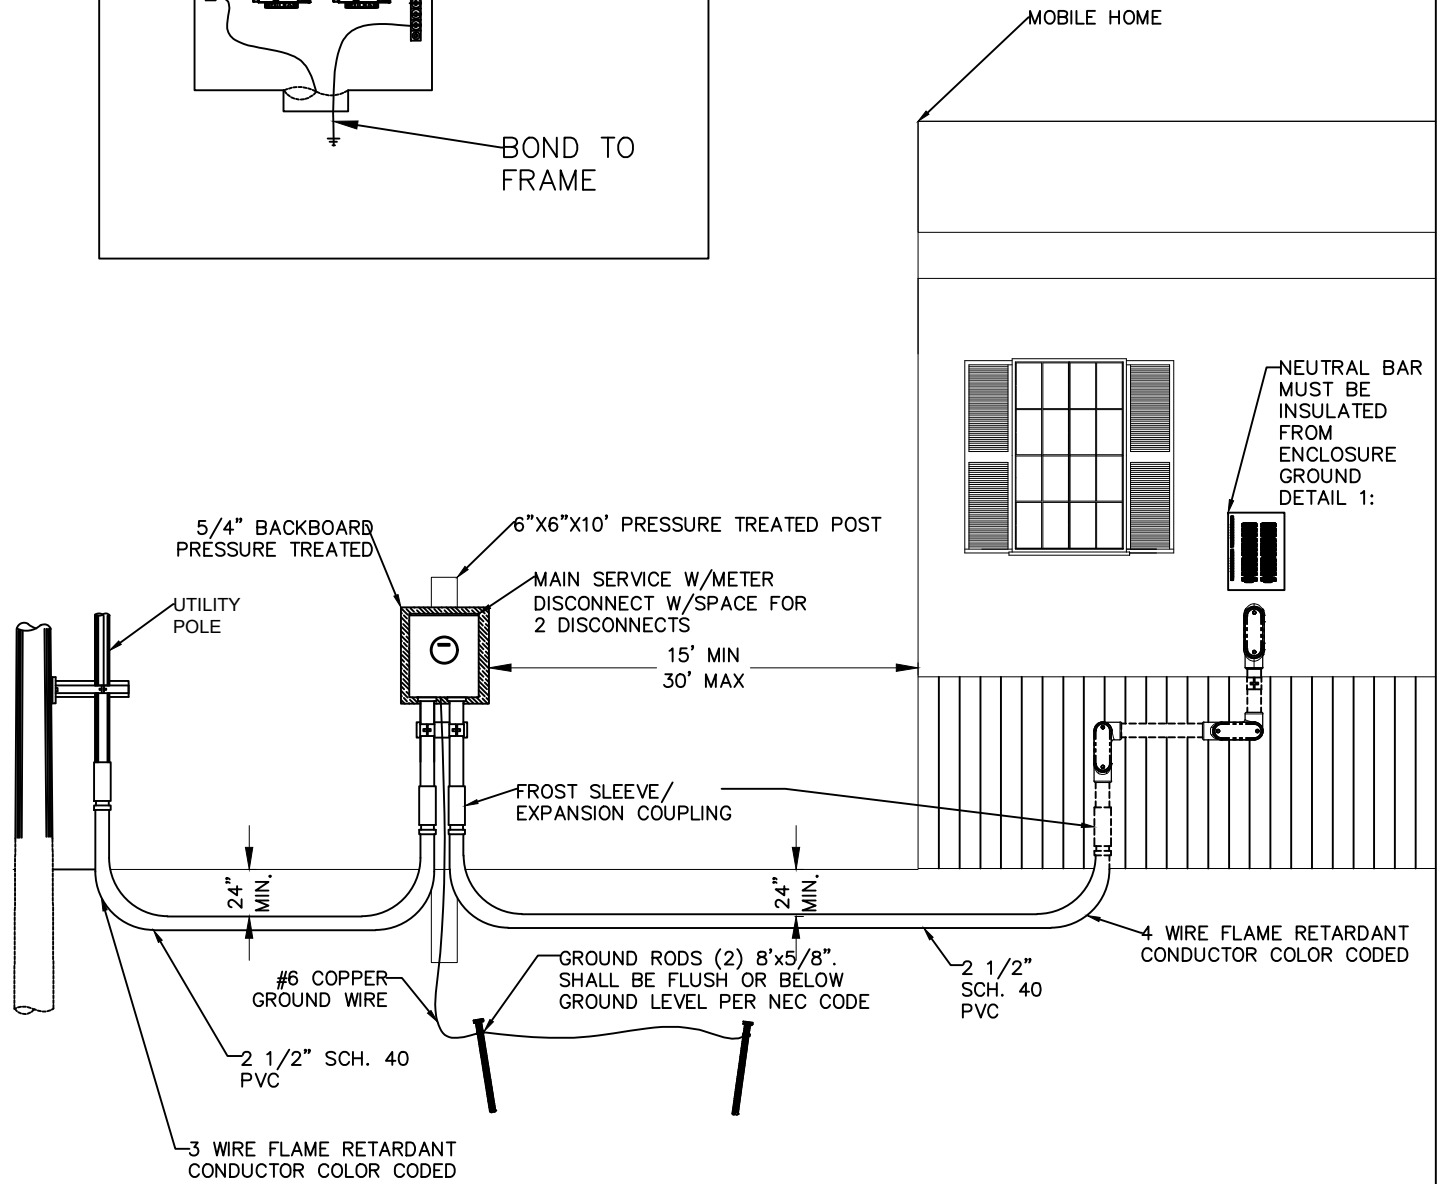 MOBILE HOME
BOND TO
FRAME
NEUTRAL BAR
MUST BE
INSULATED
FROM
ENCLOSURE
GROUND
DETAIL 1:
5/4" BACKBOARD
PRESSURE TREATED
6"X6"X10' PRESSURE TREATED POST
MAIN SERVICE W/METER
DISCONNECT W/SPACE FOR
2 DISCONNECTS
UTILITY
POLE
15' MIN
30' MAX
FROST SLEEVE/
EXPANSION COUPLING
24"
MIN.
24"
MIN.
4 WIRE FLAME RETARDANT
CONDUCTOR COLOR CODED
#6 COPPER
GROUND WIRE
GROUND RODS (2) 8'x5/8".
SHALL BE FLUSH OR BELOW
GROUND LEVEL PER NEC CODE
2 1/2"
SCH. 40
PVC
2 1/2" SCH. 40
PVC
3 WIRE FLAME RETARDANT
CONDUCTOR COLOR CODED